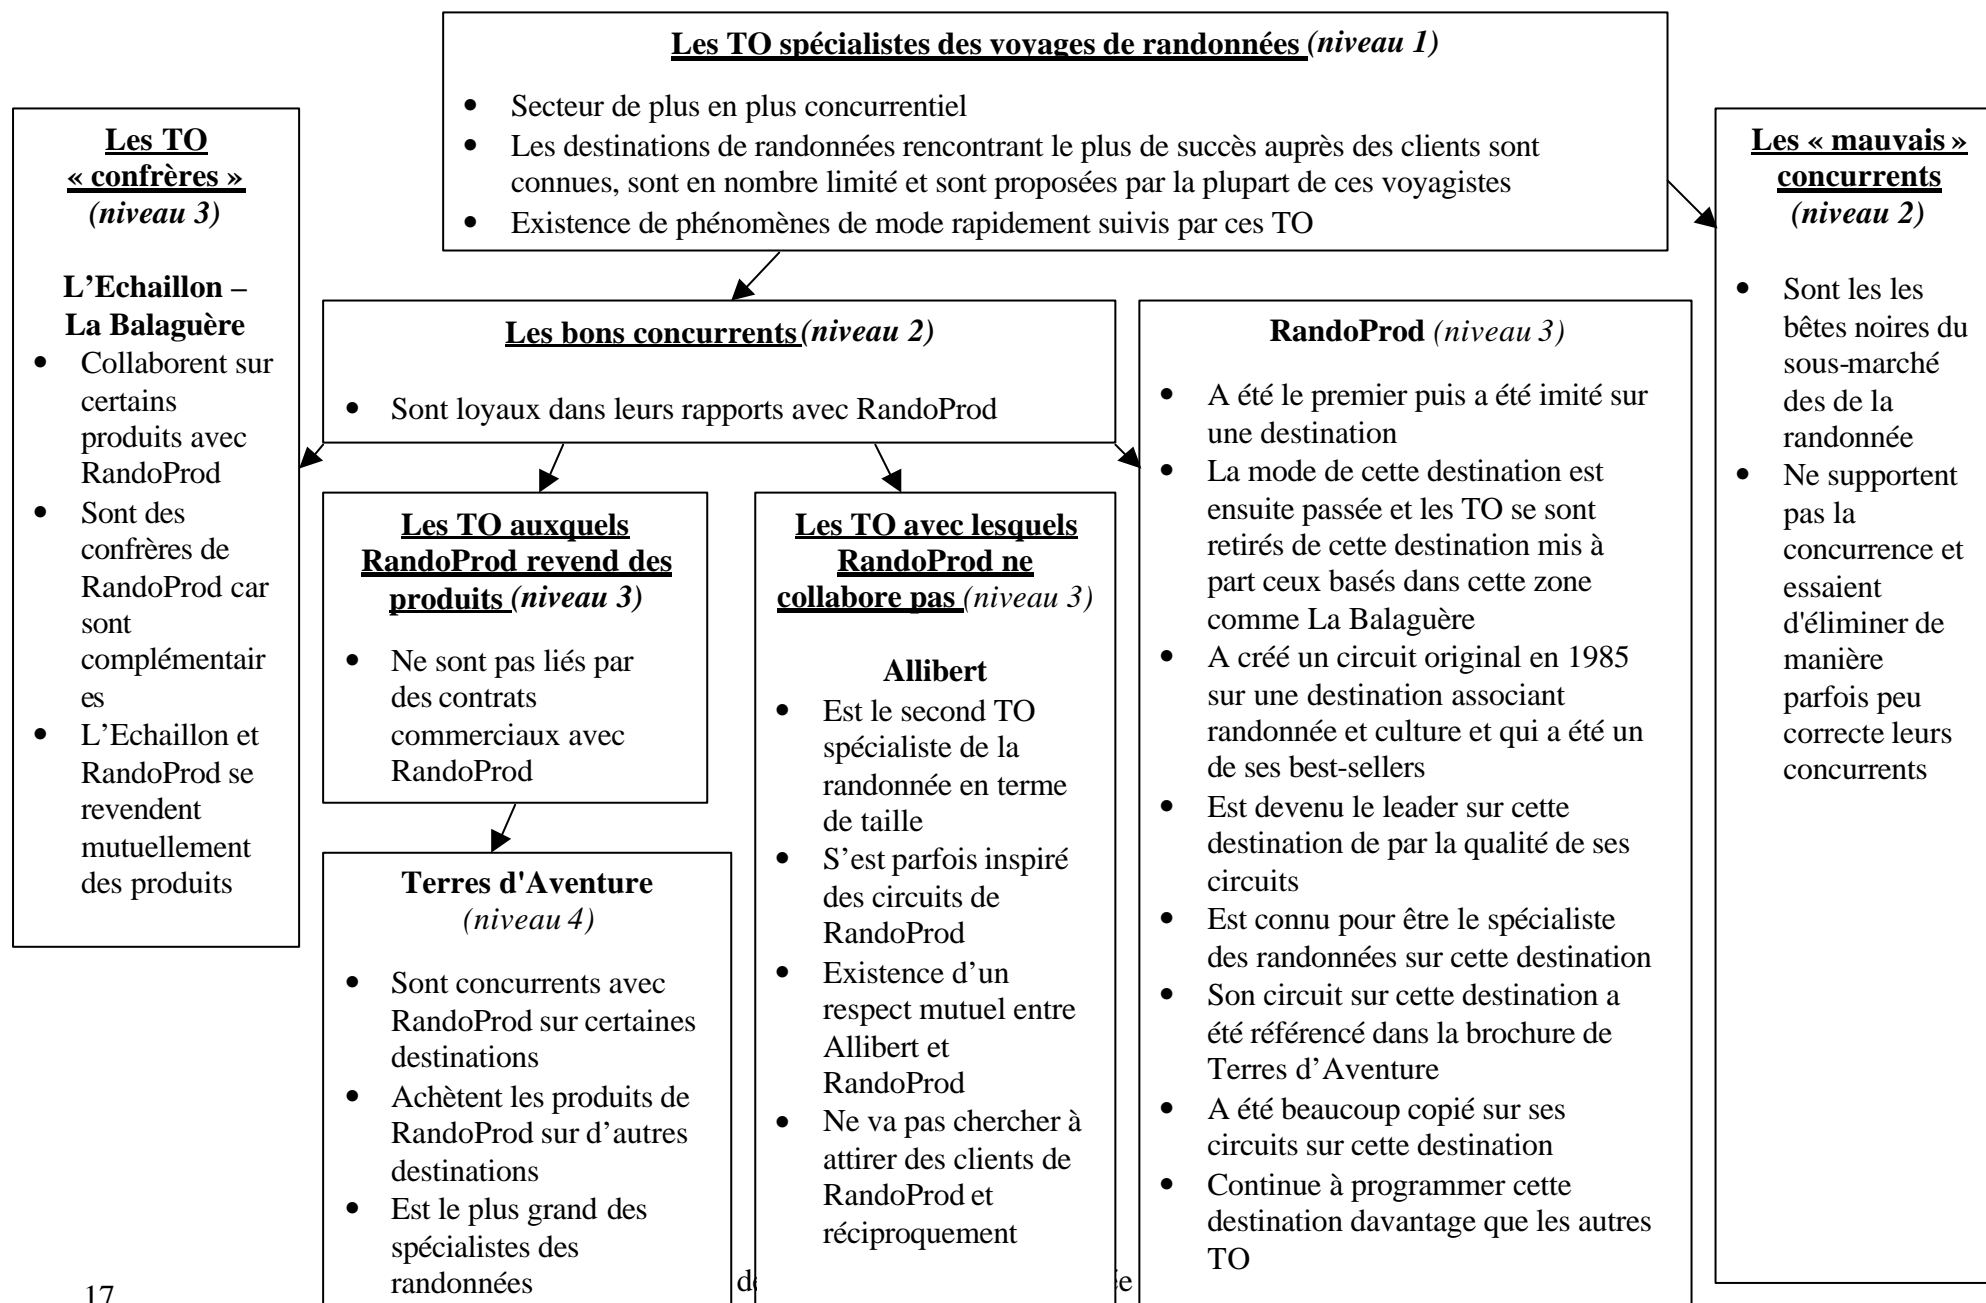 Les TO spécialistes des voyages de randonnées (niveau 1)
• Secteur de plus en plus concurrentiel
• Les destinations de randonnées rencontrant le plus de succès auprès des clients sont
connues, sont en nombre limité et sont proposées par la plupart de ces voyagistes
• Existence de phénomènes de mode rapidement suivis par ces TO
Les TO
« confrères »
(niveau 3)
L’Echaillon –
La Balaguère
• Collaborent sur
certains
produits avec
RandoProd
• Sont des
confrères de
RandoProd car
sont
complémentair
es
• L’Echaillon et
RandoProd se
revendent
mutuellement
des produits
Les bons concurrents (niveau 2)
• Sont loyaux dans leurs rapports avec RandoProd
Les TO auxquels
RandoProd revend des
produits (niveau 3)
• Ne sont pas liés par
des contrats
commerciaux avec
RandoProd
Terres d'Aventure
(niveau 4)
• Sont concurrents avec
RandoProd sur certaines
destinations
• Achètent les produits de
RandoProd sur d’autres
destinations
• Est le plus grand des
spécialistes des
randonnées
Les TO avec lesquels
RandoProd ne
collabore pas (niveau 3)
Allibert
• Est le second TO
spécialiste de la
randonnée en terme
de taille
• S’est parfois inspiré
des circuits de
RandoProd
• Existence d’un
respect mutuel entre
Allibert et
RandoProd
• Ne va pas chercher à
attirer des clients de
RandoProd et
réciproquement
RandoProd (niveau 3)
• A été le premier puis a été imité sur
une destination
• La mode de cette destination est
ensuite passée et les TO se sont
retirés de cette destination mis à
part ceux basés dans cette zone
comme La Balaguère
• A créé un circuit original en 1985
sur une destination associant
randonnée et culture et qui a été un
de ses best-sellers
• Est devenu le leader sur cette
destination de par la qualité de ses
circuits
• Est connu pour être le spécialiste
des randonnées sur cette destination
• Son circuit sur cette destination a
été référencé dans la brochure de
Terres d’Aventure
• A été beaucoup copié sur ses
circuits sur cette destination
• Continue à programmer cette
destination davantage que les autres
TO
Les « mauvais »
concurrents
(niveau 2)
• Sont les les
bêtes noires du
sous-marché
des de la
randonnée
• Ne supportent
pas la
concurrence et
essaient
d'éliminer de
manière
parfois peu
correcte leurs
concurrents
17